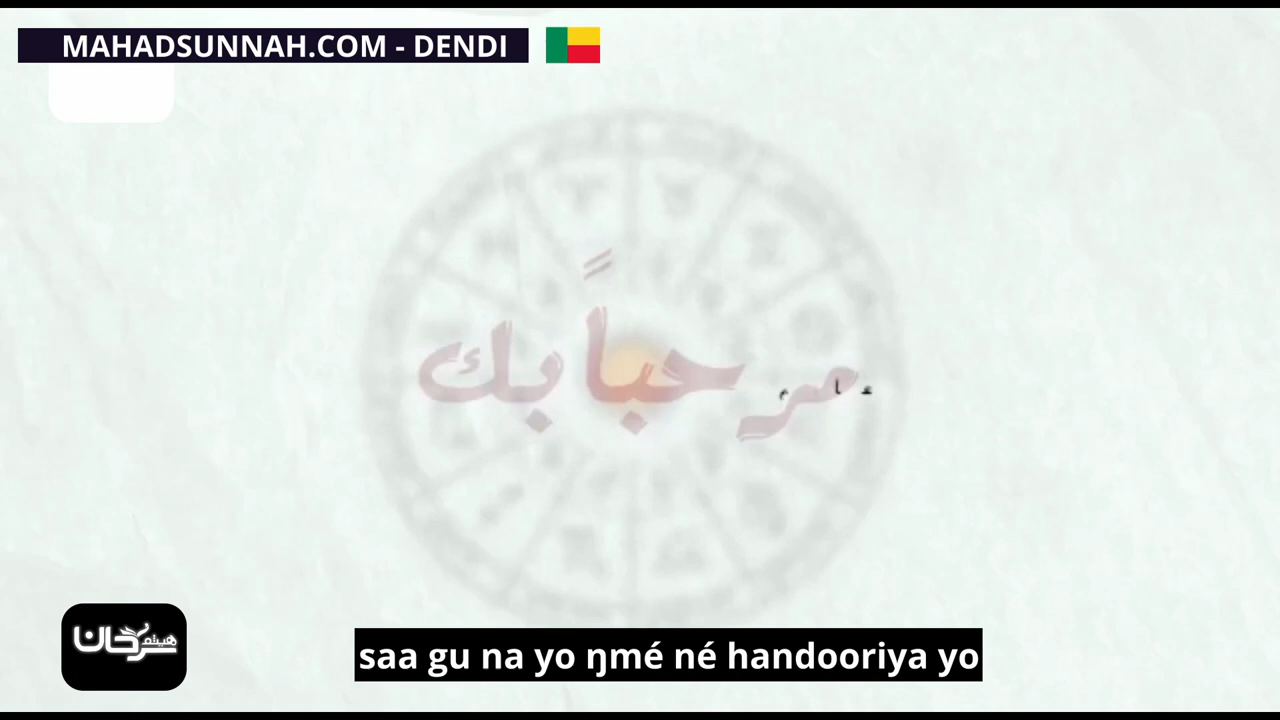 MAHADSUNNAH.COM - DENDI
مرحباً بك
saa gu na yo ŋmé né handooriya yo